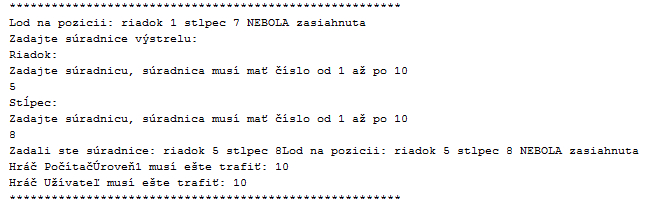 ********************************************************
Lod na pozicii: riadok 1 stlpec 7 NEBOLA zasiahnuta
Zadajte súradnice výstrelu:
Riadok:
Zadajte súradnicu, súradnica musí mať číslo od 1 až po 10
5
Stĺpec:
Zadajte súradnicu, súradnica musí mať číslo od 1 až po 10
8
Zadali ste súradnice: riadok 5 stlpec 8Lod na pozicii: riadok 5 stlpec 8 NEBOLA zasiahnuta
Hráč PočítačÚroveň1 musí ešte trafiť: 10
Hráč Užívateľ musí ešte trafiť: 10
********************************************************